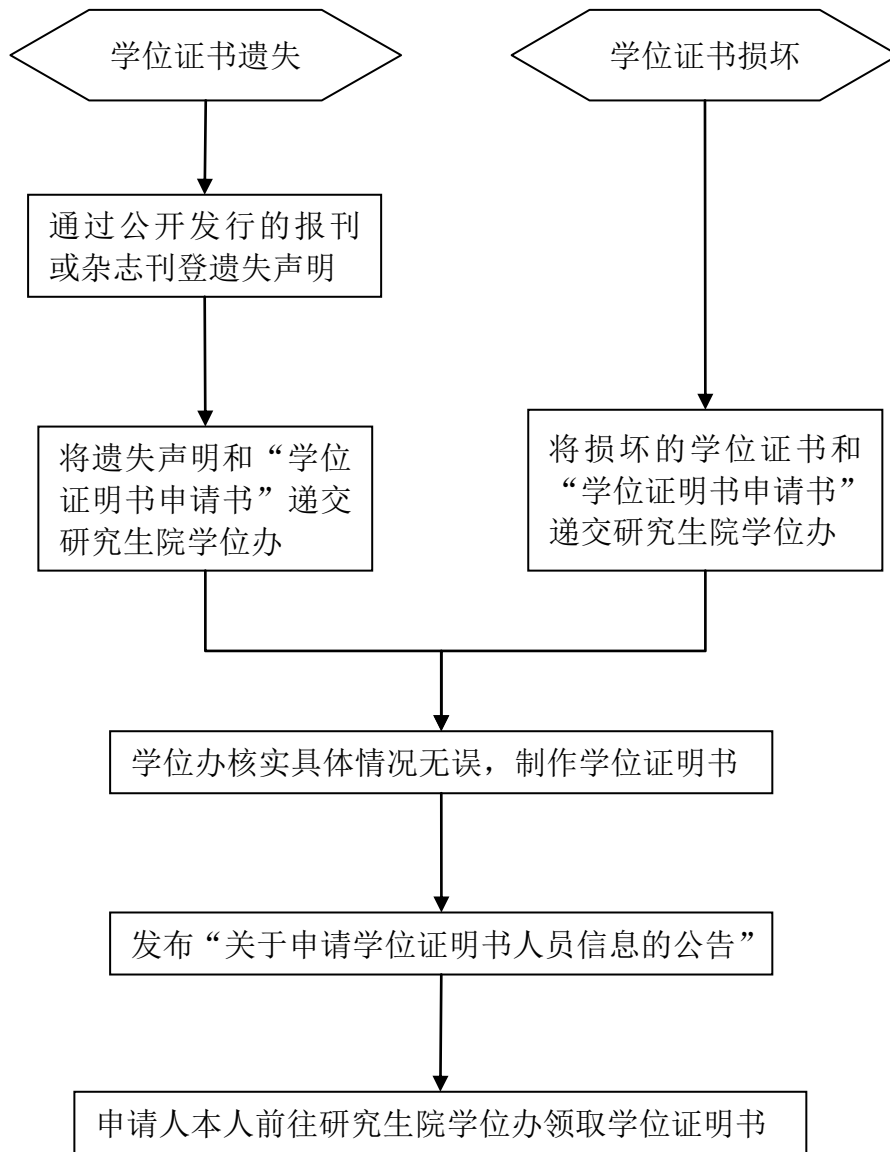 学位证书遗失
学位证书损坏
通过公开发行的报刊
或杂志刊登遗失声明
将遗失声明和“学位
证明书申请书”递交
研究生院学位办
将损坏的学位证书和
“学位证明书申请书”
递交研究生院学位办
学位办核实具体情况无误，制作学位证明书
发布“关于申请学位证明书人员信息的公告”
申请人本人前往研究生院学位办领取学位证明书